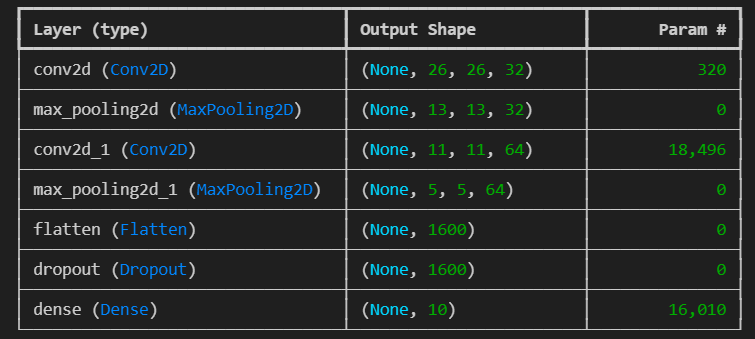 Layer (type) Output Shape Param #
conv2d (Conv2D) (None, 26, 26, 32) 320
max_pooling2d (MaxPooling2D) (None, 13, 13, 32) 0
conv2d_1 (Conv2D) (None, 11, 11, 64) 18,496
max_pooling2d_1 (MaxPooling2D) (None, 5, 5, 64) 0
flatten (Flatten) (None, 1600) 0
dropout (Dropout) (None, 1600) 0
dense (Dense) (None, 10) 16,010